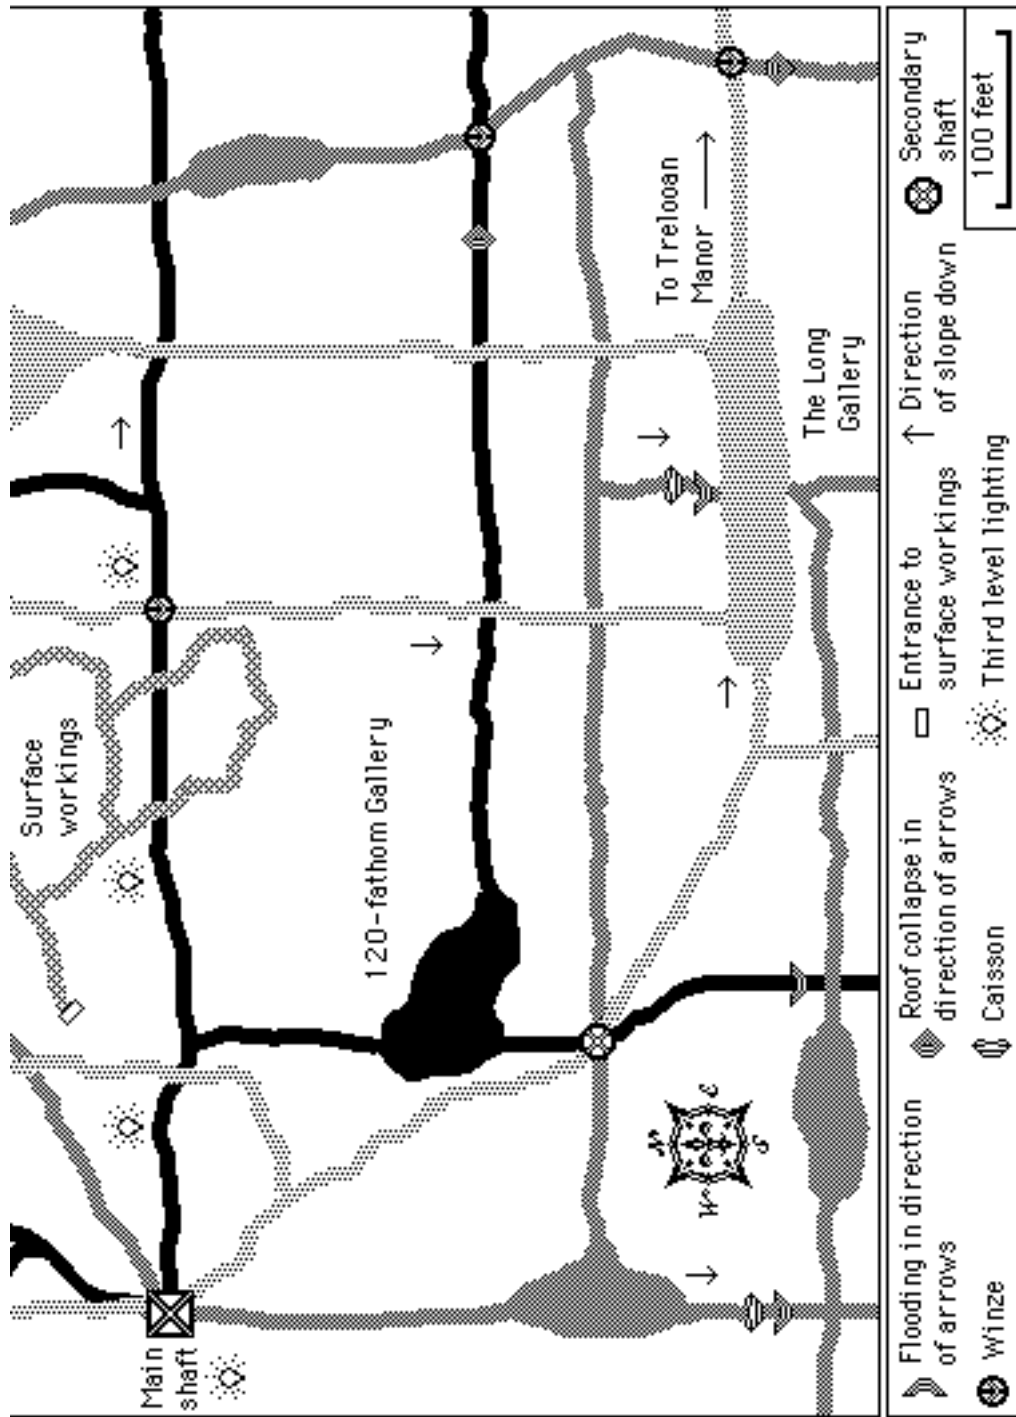 Surface
workings
120-fathom Gallery
To Trelooan
Manor
The Long
Gallery
Main
shaft
N
W
E
S
Flooding in direction
of arrows
Winze
Roof collapse in
direction of arrows
Caisson
Entrance to
surface workings
Third level lighting
Direction
of slope down
Secondary
shaft
100 feet